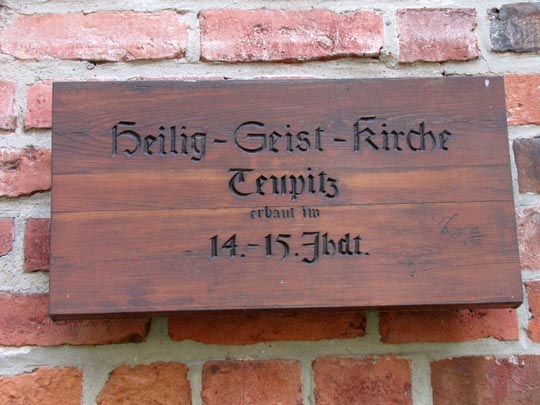 Heilig-Geist-Kirche
Teupitz
erbaut im
14.-15. Jhdt.